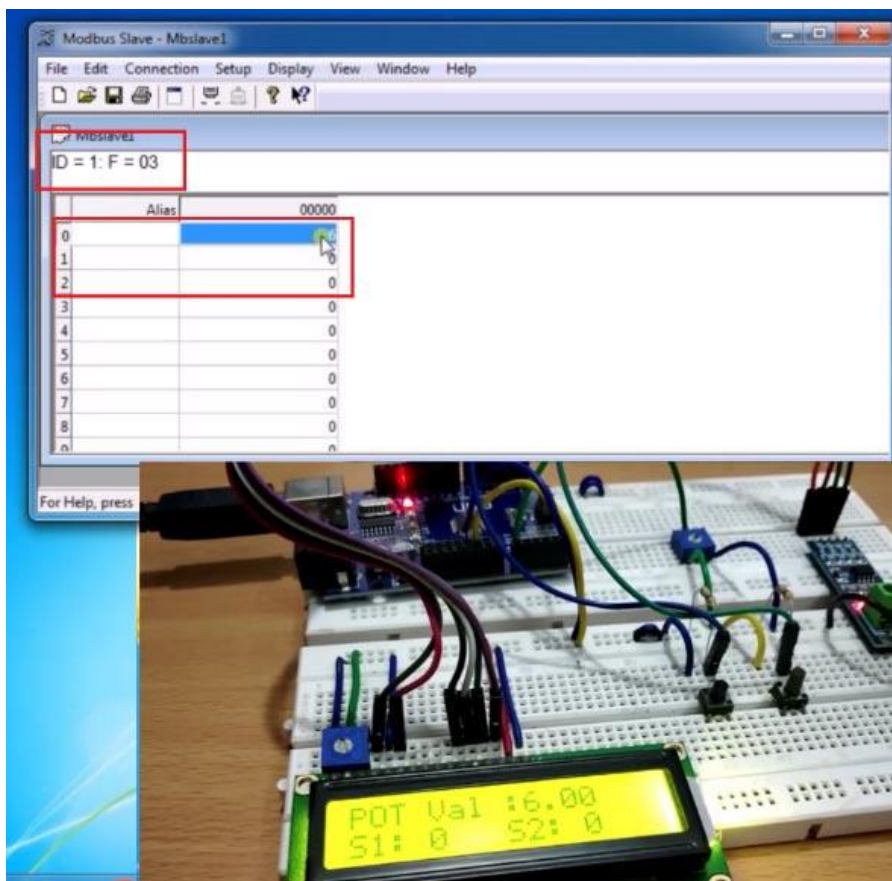 Modbus Slave - Mbslave1
File Edit Connection Setup Display View Window Help
Mbslave1
ID = 1: F = 03
Alias 00000
0
1 0
2 0
3 0
4 0
5 0
6 0
7 0
8 0
For Help, press
POT Val :6.00
S1: 0 S2: 0